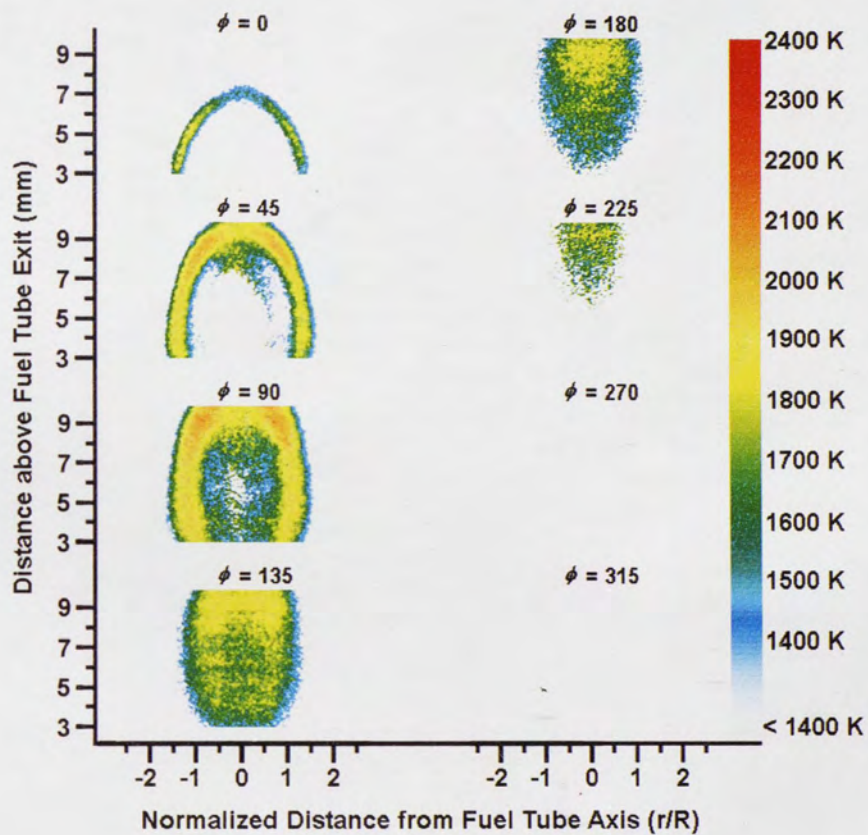 ϕ = 0
ϕ = 180
ϕ = 45
ϕ = 225
ϕ = 90
ϕ = 270
ϕ = 135
ϕ = 315
Distance above Fuel Tube Exit (mm)
9
7
5
3
9
7
5
3
9
7
5
3
9
7
5
3
-2 -1 0 1 2
-2 -1 0 1 2
Normalized Distance from Fuel Tube Axis (r/R)
2400 K
2300 K
2200 K
2100 K
2000 K
1900 K
1800 K
1700 K
1600 K
1500 K
1400 K
< 1400 K